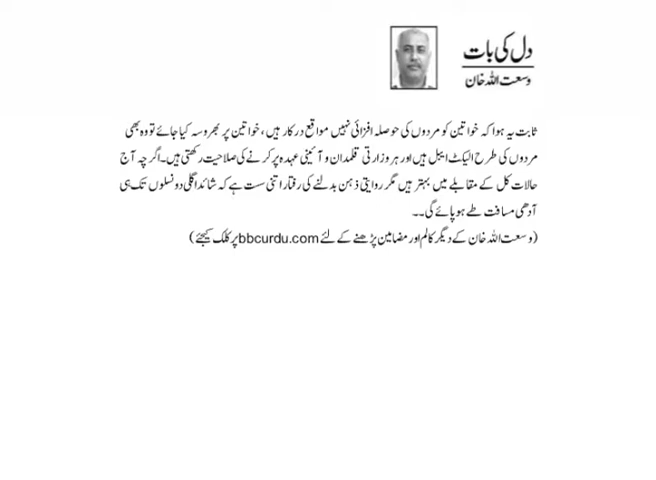 دل کی بات
وسعت اللہ خان
ثابت یہ ہوا کہ خواتین کو مردوں کی حوصلہ افزائی نہیں مواقع درکار ہیں، خواتین پر بھروسہ کیا جائے تو وہ بھی
مردوں کی طرح الیکٹ ایبل ہیں اور ہر وزارتی قلمدان و آئینی عہدہ پر کرنے کی صلاحیت رکھتی ہیں۔ اگرچہ آج
حالات کل کے مقابلے میں بہتر ہیں مگر روایتی ذہن بدلنے کی رفتار اتنی سست ہے کہ شائد اگلی دو نسلوں تک ہی
آدھی مسافت طے ہو پائے گی۔۔
(وسعت اللہ خان کے دیگر کالم اور مضامین پڑھنے کے لئے bbcurdu.com پر کلک کیجئے)